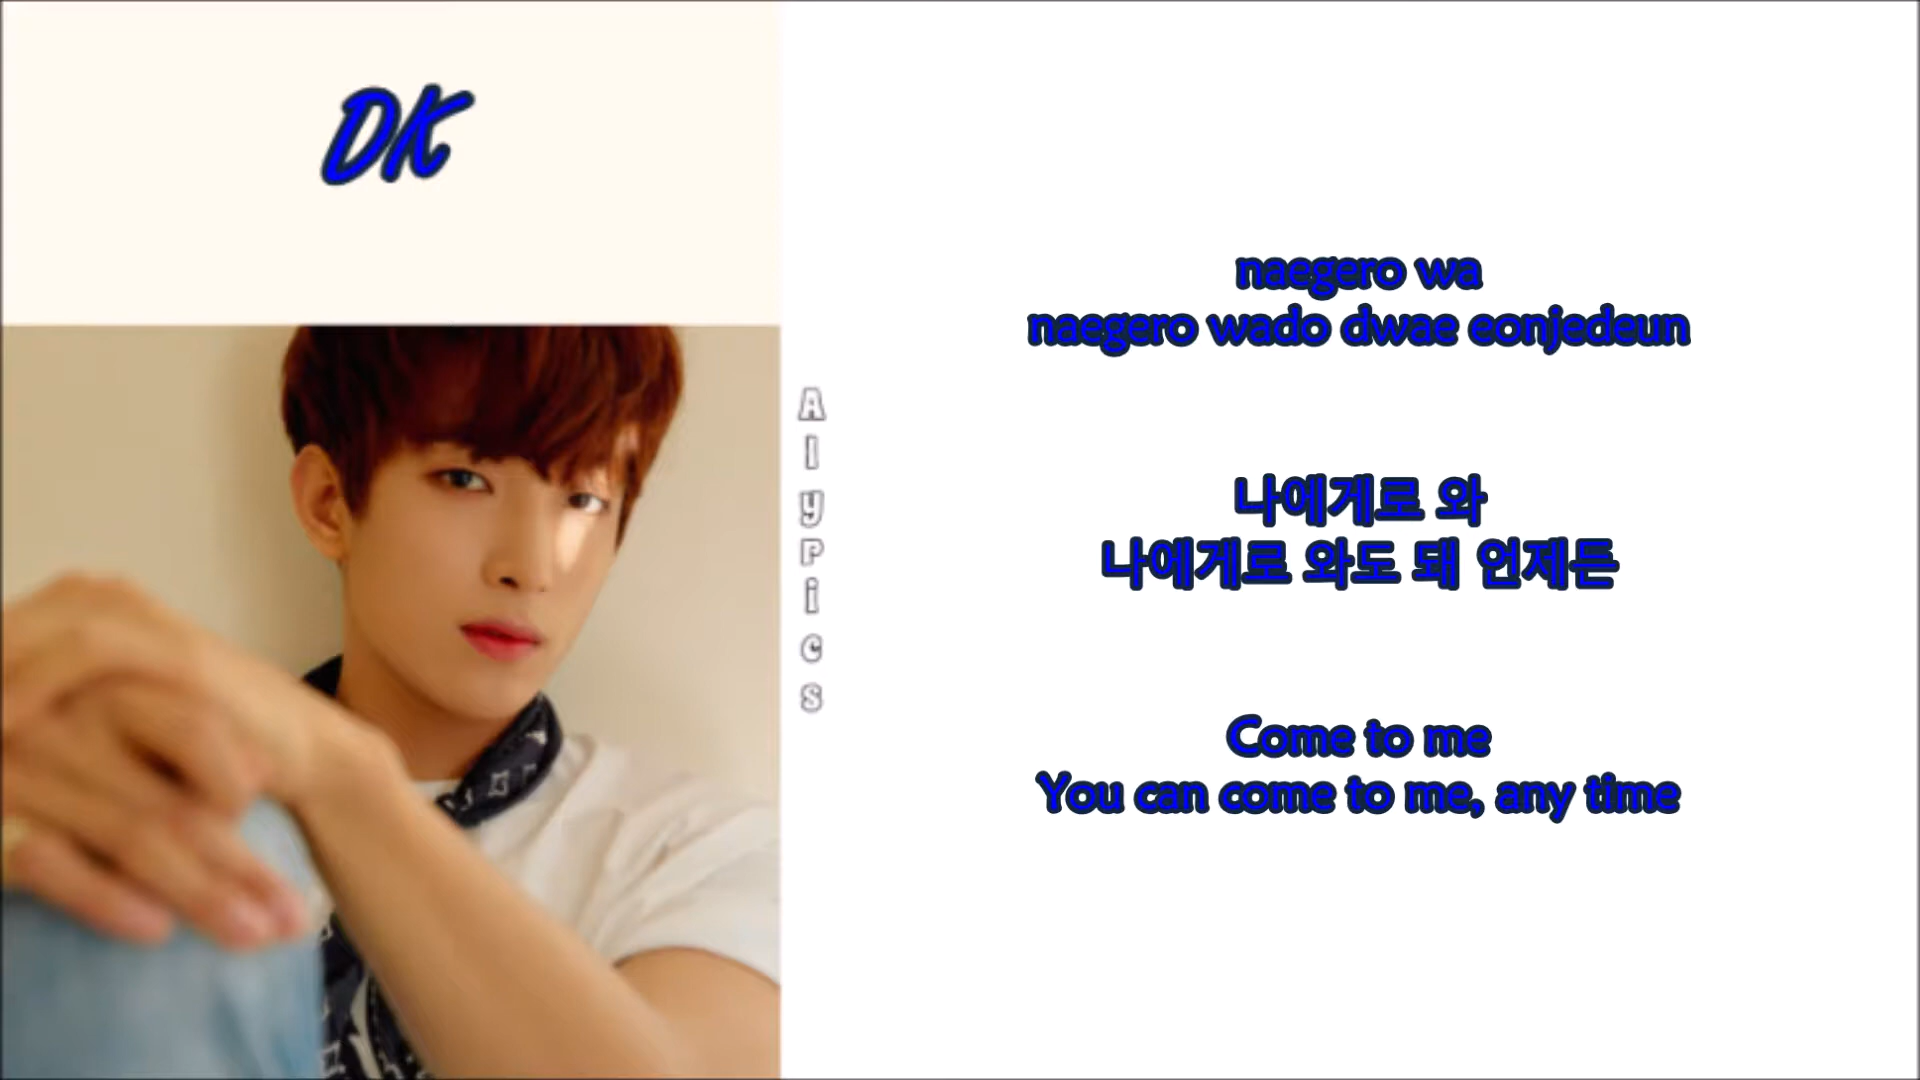 DK
AlyPics
naegero wa
naegero wado dwae eonjedeun
나에게로 와
나에게로 와도 돼 언제든
Come to me
You can come to me, any time